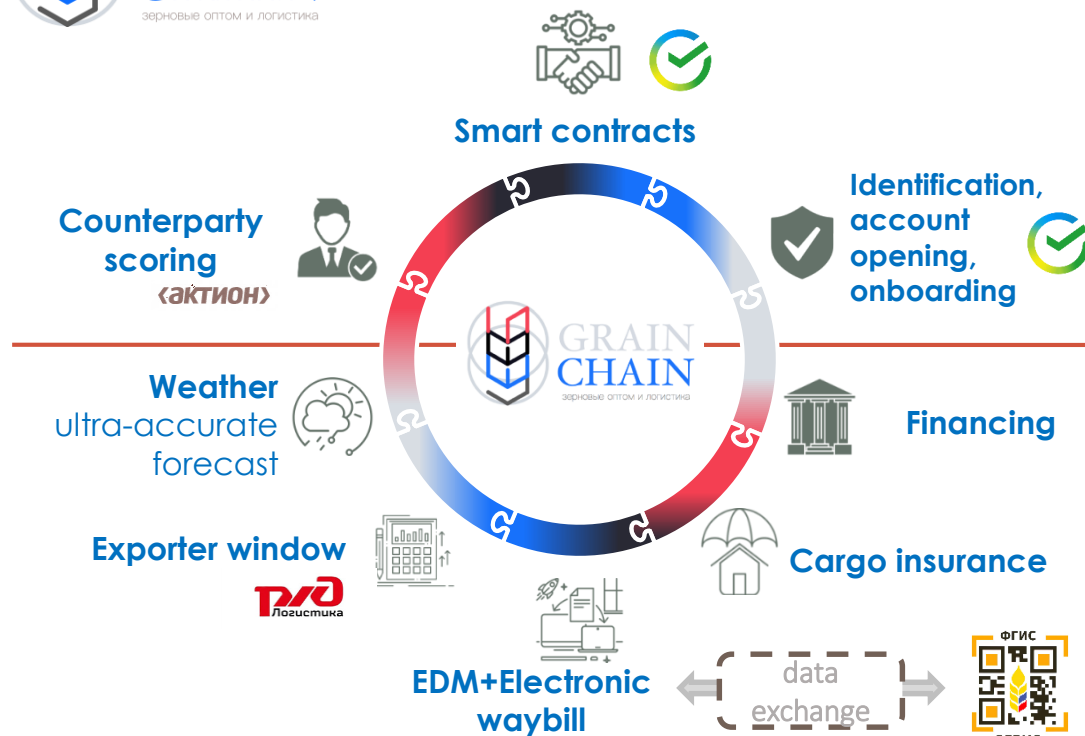 зерновые оптом и логистика
Smart contracts
Identification,
account
opening,
onboarding
Counterparty
scoring
‹актион›
GRAIN
CHAIN
зерновые оптом и логистика
Weather
ultra-accurate
forecast
Financing
Exporter window
РЖД
Логистика
Cargo insurance
EDM+Electronic
waybill
data
exchange
ФГИС